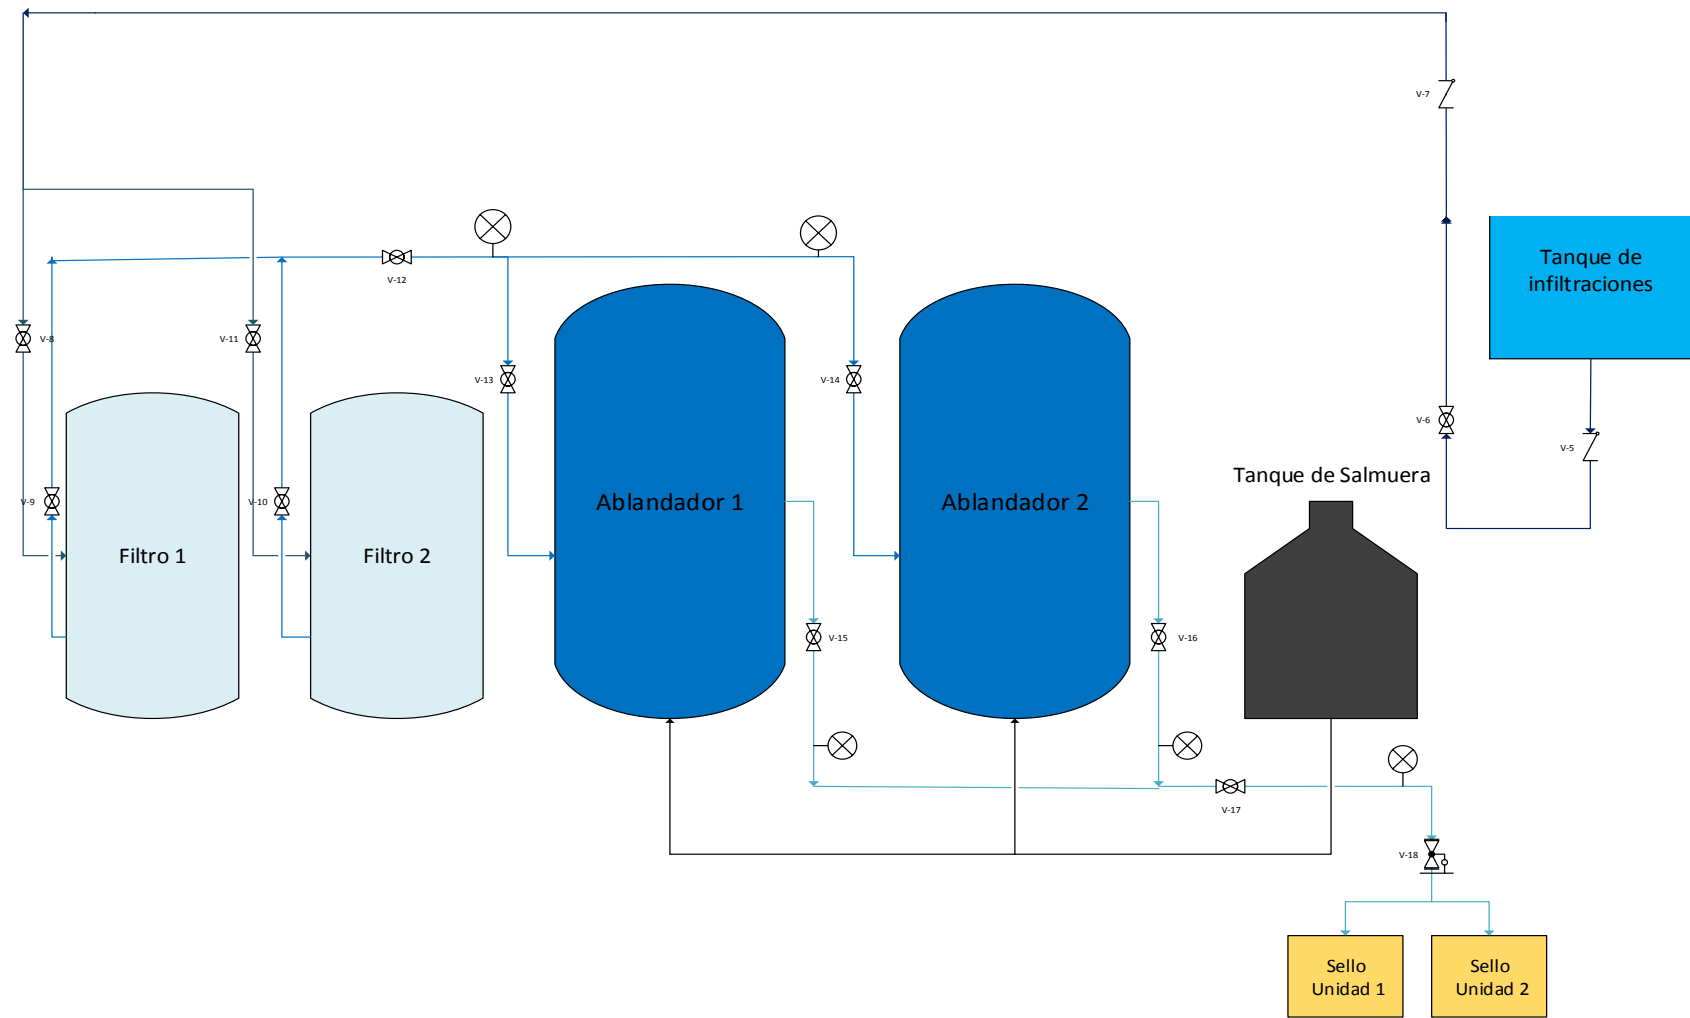 V-7
Tanque de
infiltraciones
V-12
V-8
V-11
V-13
V-14
V-6
V-5
Tanque de Salmuera
V-9
V-10
Ablandador 1
Ablandador 2
Filtro 1
Filtro 2
V-15
V-16
V-17
V-18
Sello
Unidad 1
Sello
Unidad 2